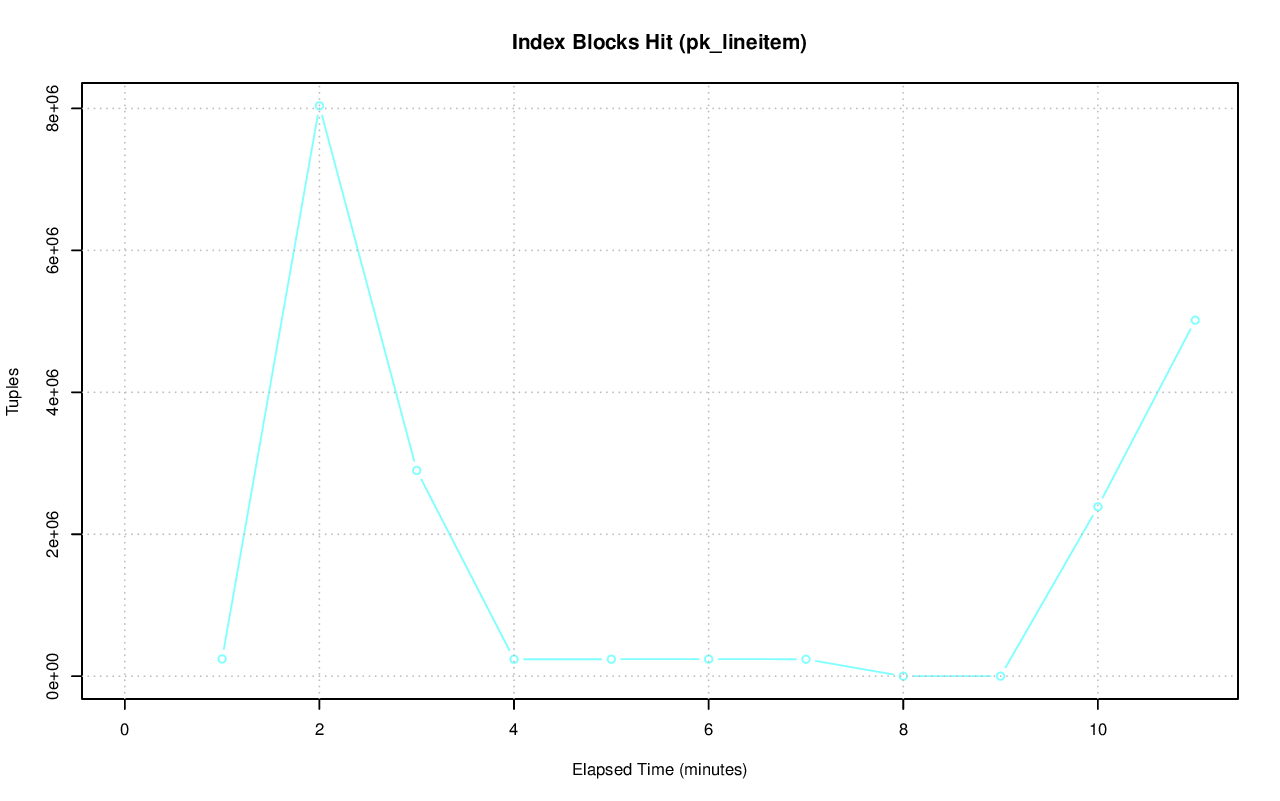 Index Blocks Hit (pk_lineitem)
8e+06
6e+06
4e+06
Tuples
2e+06
0e+00
0 2 4 6 8 10
Elapsed Time (minutes)